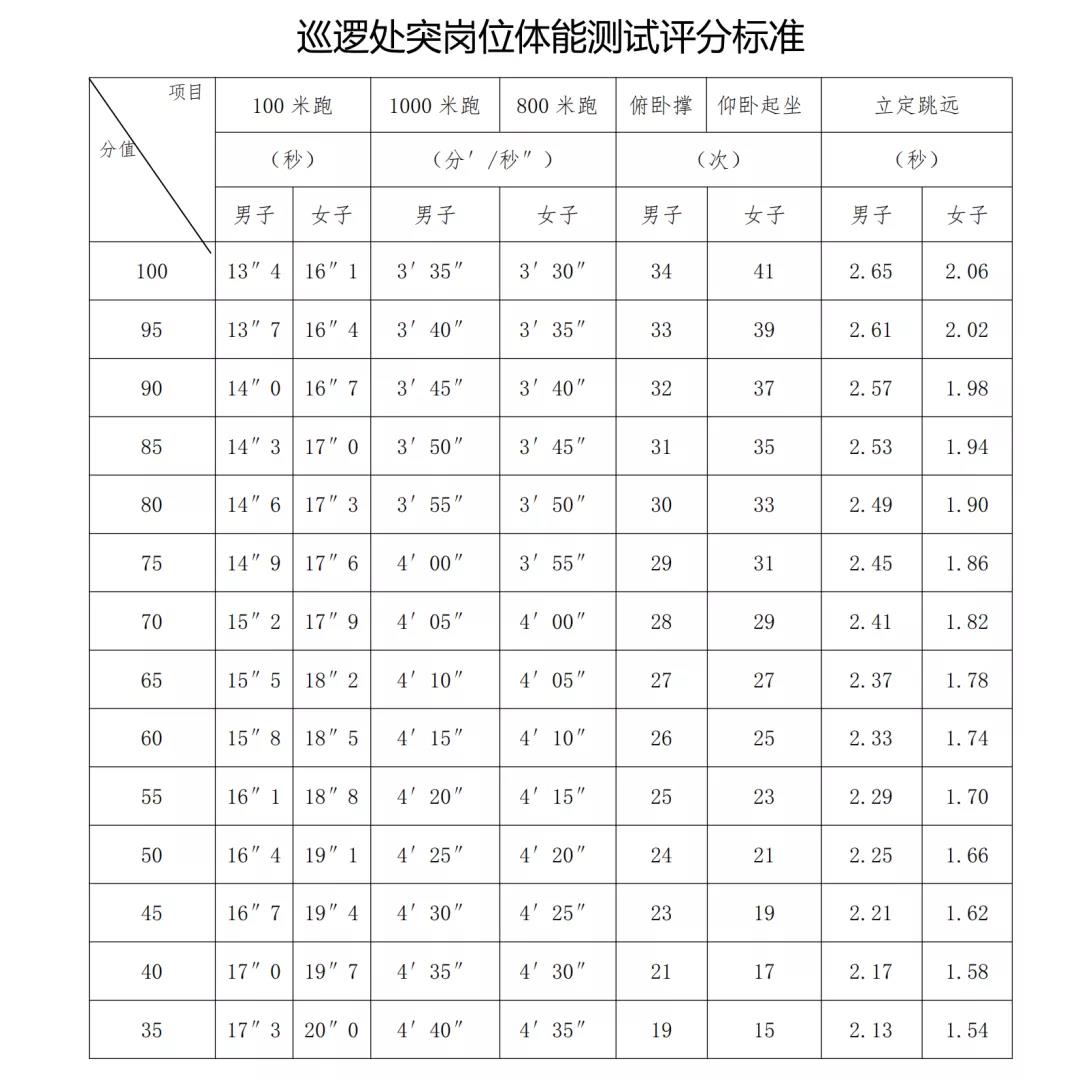 巡逻处突岗位体能测试评分标准
项目 100 米跑 1000 米跑 800 米跑 俯卧撑 仰卧起坐 立定跳远
分值 (秒) (分′/秒″) (次) (秒)
男子 女子 男子 女子 男子 女子 男子 女子
100 13″4 16″1 3′35″ 3′30″ 34 41 2.65 2.06
95 13″7 16″4 3′40″ 3′35″ 33 39 2.61 2.02
90 14″0 16″7 3′45″ 3′40″ 32 37 2.57 1.98
85 14″3 17″0 3′50″ 3′45″ 31 35 2.53 1.94
80 14″6 17″3 3′55″ 3′50″ 30 33 2.49 1.90
75 14″9 17″6 4′00″ 3′55″ 29 31 2.45 1.86
70 15″2 17″9 4′05″ 4′00″ 28 29 2.41 1.82
65 15″5 18″2 4′10″ 4′05″ 27 27 2.37 1.78
60 15″8 18″5 4′15″ 4′10″ 26 25 2.33 1.74
55 16″1 18″8 4′20″ 4′15″ 25 23 2.29 1.70
50 16″4 19″1 4′25″ 4′20″ 24 21 2.25 1.66
45 16″7 19″4 4′30″ 4′25″ 23 19 2.21 1.62
40 17″0 19″7 4′35″ 4′30″ 21 17 2.17 1.58
35 17″3 20″0 4′40″ 4′35″ 19 15 2.13 1.54